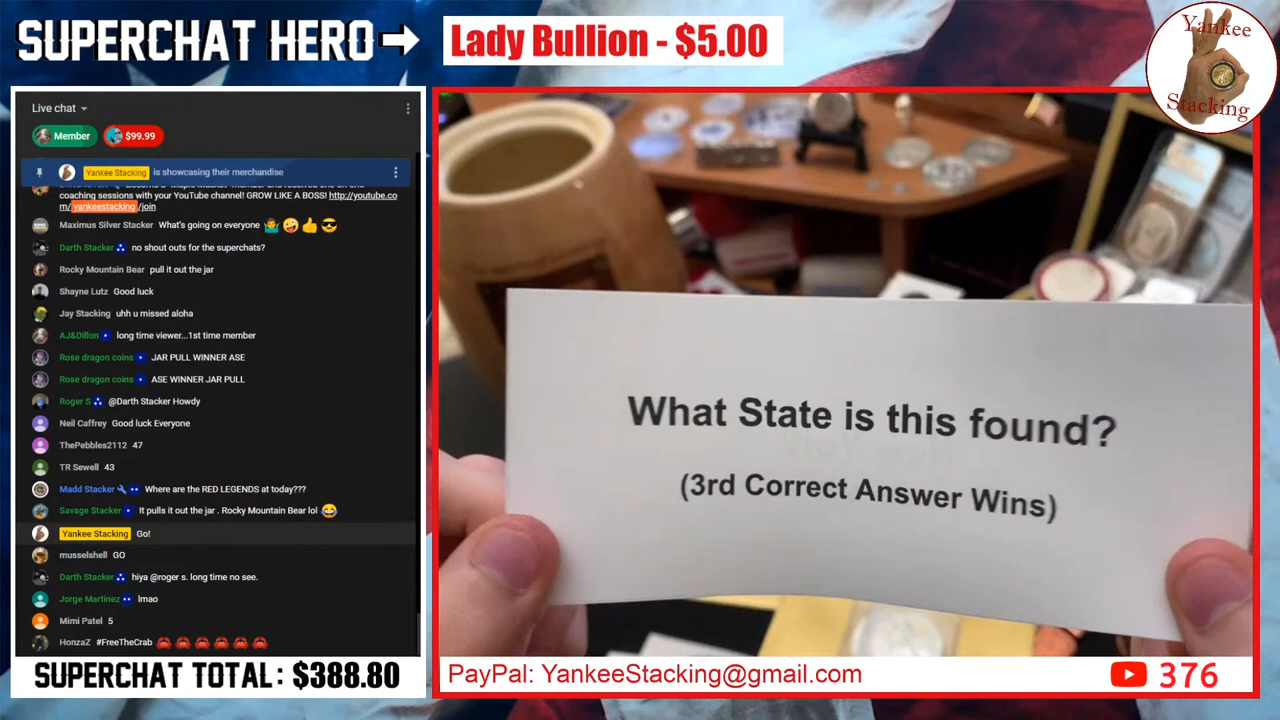 SUPERCHAT HERO
Lady Bullion - $5.00
Yankee
Stacking
Live chat
Member
$99.99
Yankee Stacking is showcasing their merchandise
coaching sessions with your YouTube channel! GROW LIKE A BOSS! http://youtube.co
m/yankeestacking/join
Maximus Silver Stacker What's going on everyone
Darth Stacker no shout outs for the superchats?
Rocky Mountain Bear pull it out the jar
Shayne Lutz Good luck
Jay Stacking uhh u missed aloha
AJ&Dillon long time viewer...1st time member
Rose dragon coins JAR PULL WINNER ASE
Rose dragon coins ASE WINNER JAR PULL
Roger S @Darth Stacker Howdy
Neil Caffrey Good luck Everyone
ThePebbles2112 47
TR Sewell 43
Madd Stacker Where are the RED LEGENDS at today???
Savage Stacker It pulls it out the jar . Rocky Mountain Bear lol
Yankee Stacking Go!
musselshell GO
Darth Stacker hiya @roger s. long time no see.
Jorge Martinez lmao
Mimi Patel 5
HonzaZ #FreeTheCrab
SUPERCHAT TOTAL: $388.80
What State is this found?
(3rd Correct Answer Wins)
PayPal: YankeeStacking@gmail.com
376